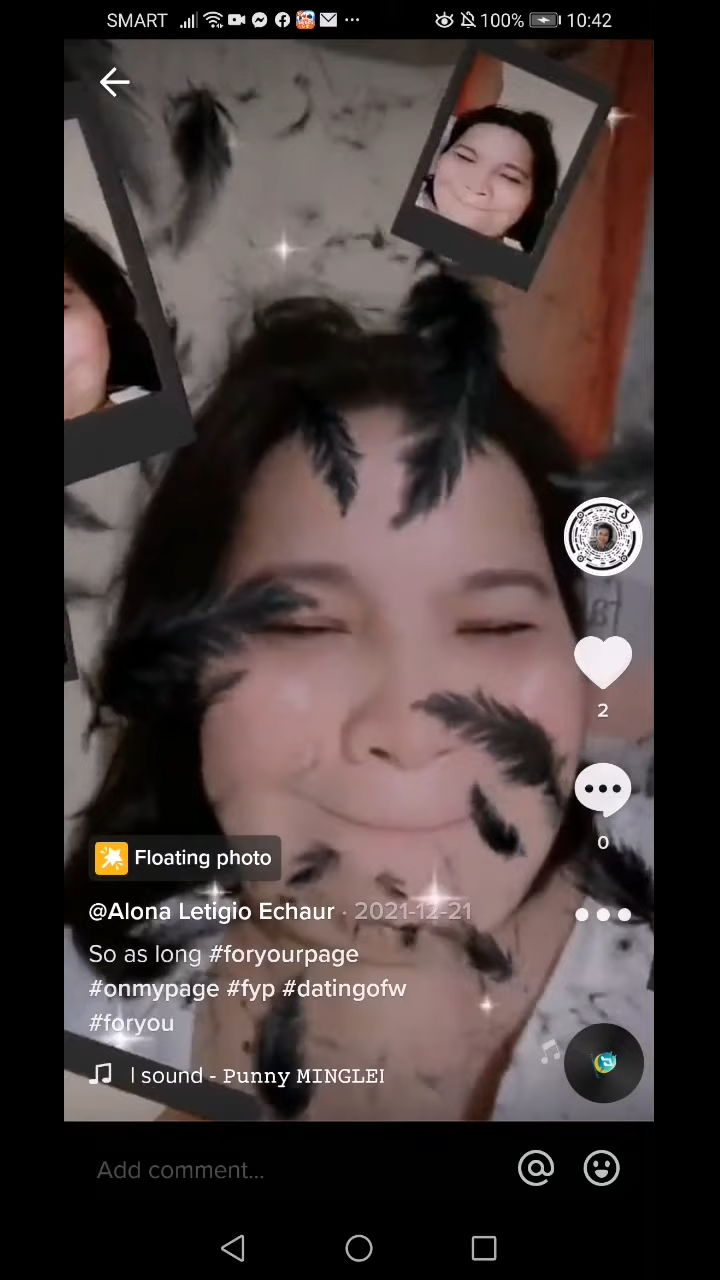 SMART 100% 10:42
2
0
Floating photo
@Alona Letigio Echaur · 2021-12-21
So as long #foryourpage
#onmypage #fyp #datingofw
#foryou
l sound - Punny MINGLEI
Add comment...